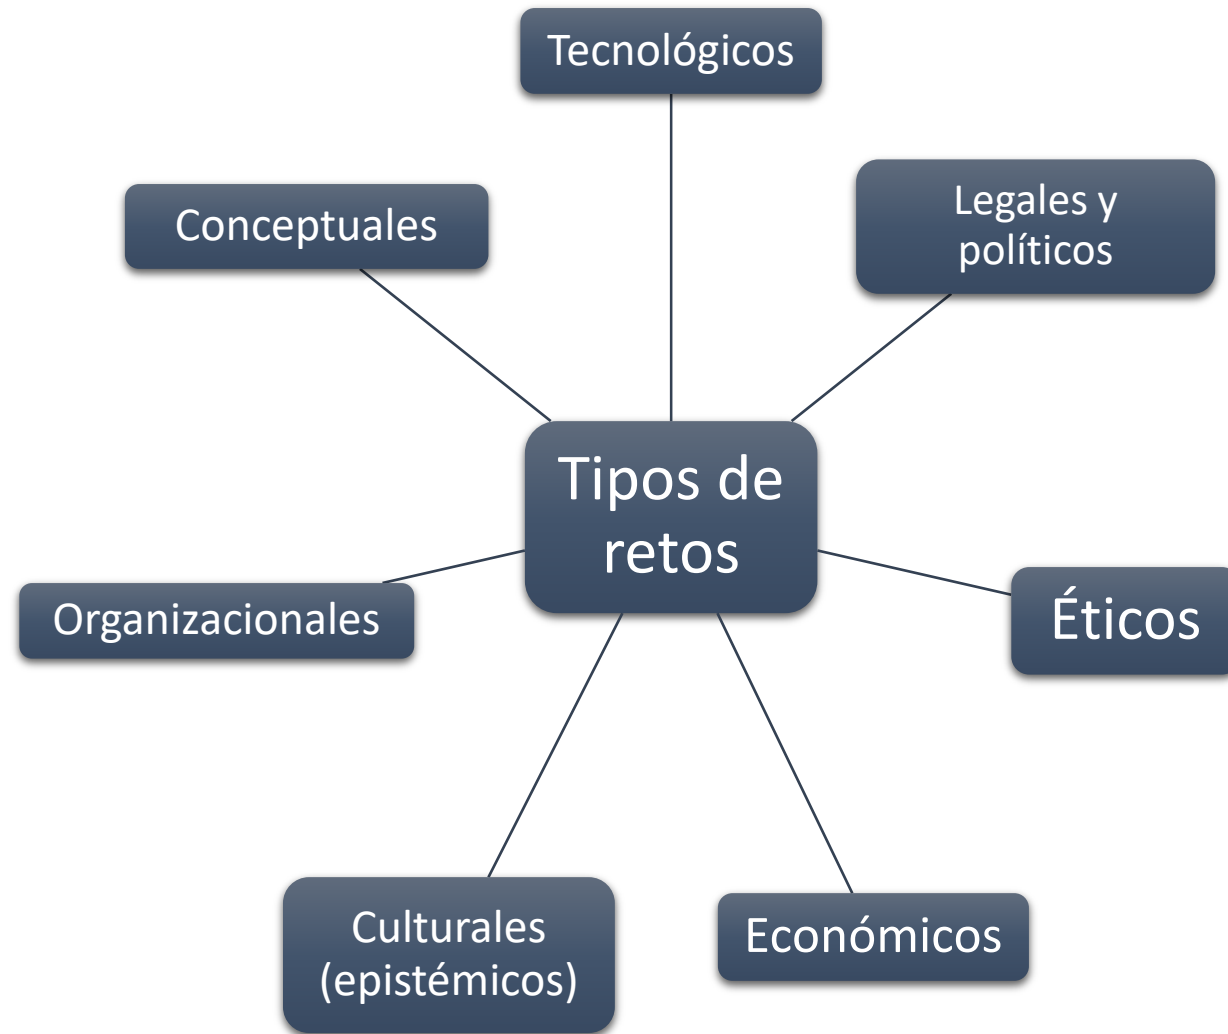 Tecnológicos
Conceptuales
Legales y
políticos
Tipos de
retos
Organizacionales
Éticos
Culturales
(epistémicos)
Económicos